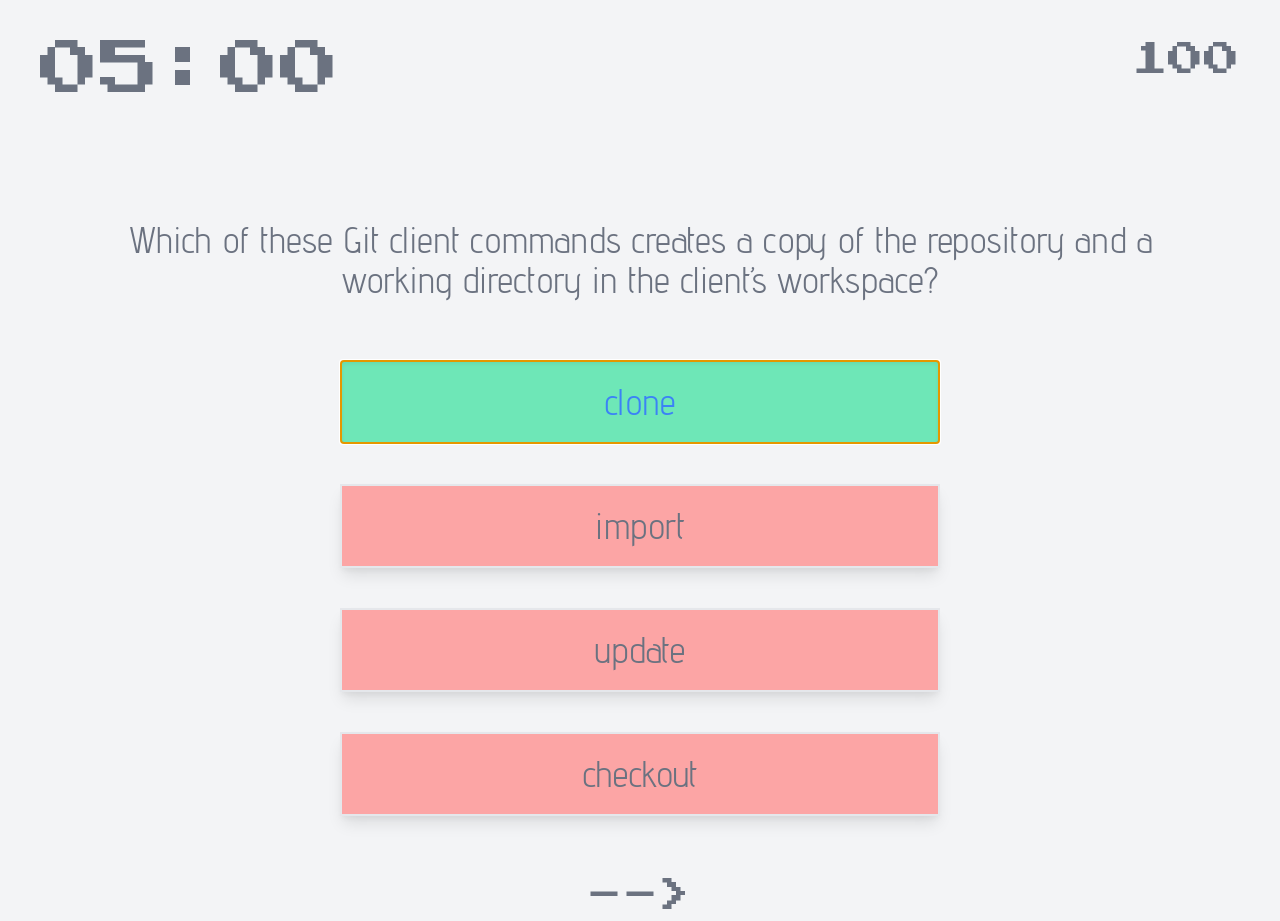 05:00
100
Which of these Git client commands creates a copy of the repository and a
working directory in the client's workspace?
clone
import
update
checkout
-->